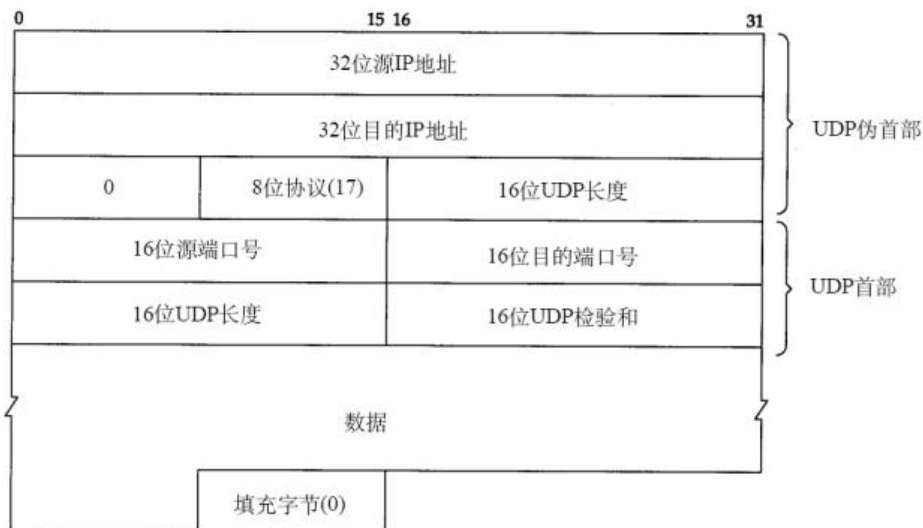 0 15 16 31
32位源IP地址
32位目的IP地址
UDP伪首部
0 8位协议(17) 16位UDP长度
16位源端口号 16位目的端口号
UDP首部
16位UDP长度 16位UDP检验和
数据
填充字节(0)